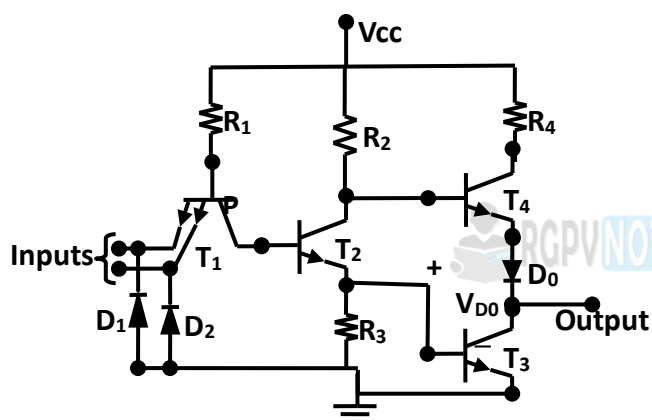 Vcc
R1
R2
R4
P
T4
Inputs
T1
T2
+
RGPVNO
D0
D1
D2
R3
VD0
Output
–
T3